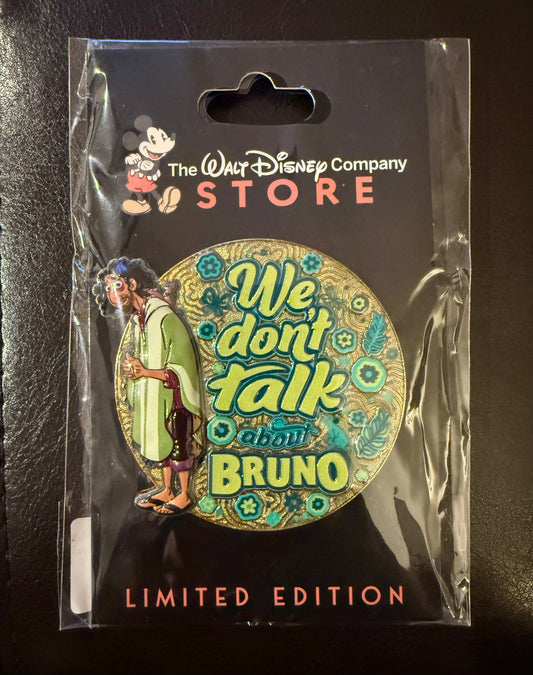 The WALT DISNEY Company
STORE
We
don't
talk
about
BRUNO
LIMITED EDITION